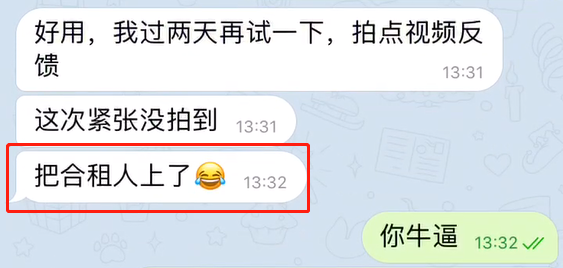 好用，我过两天再试一下，拍点视频反
馈
13:31
这次紧张没拍到 13:31
把合租人上了😂 13:32
你牛逼 13:32